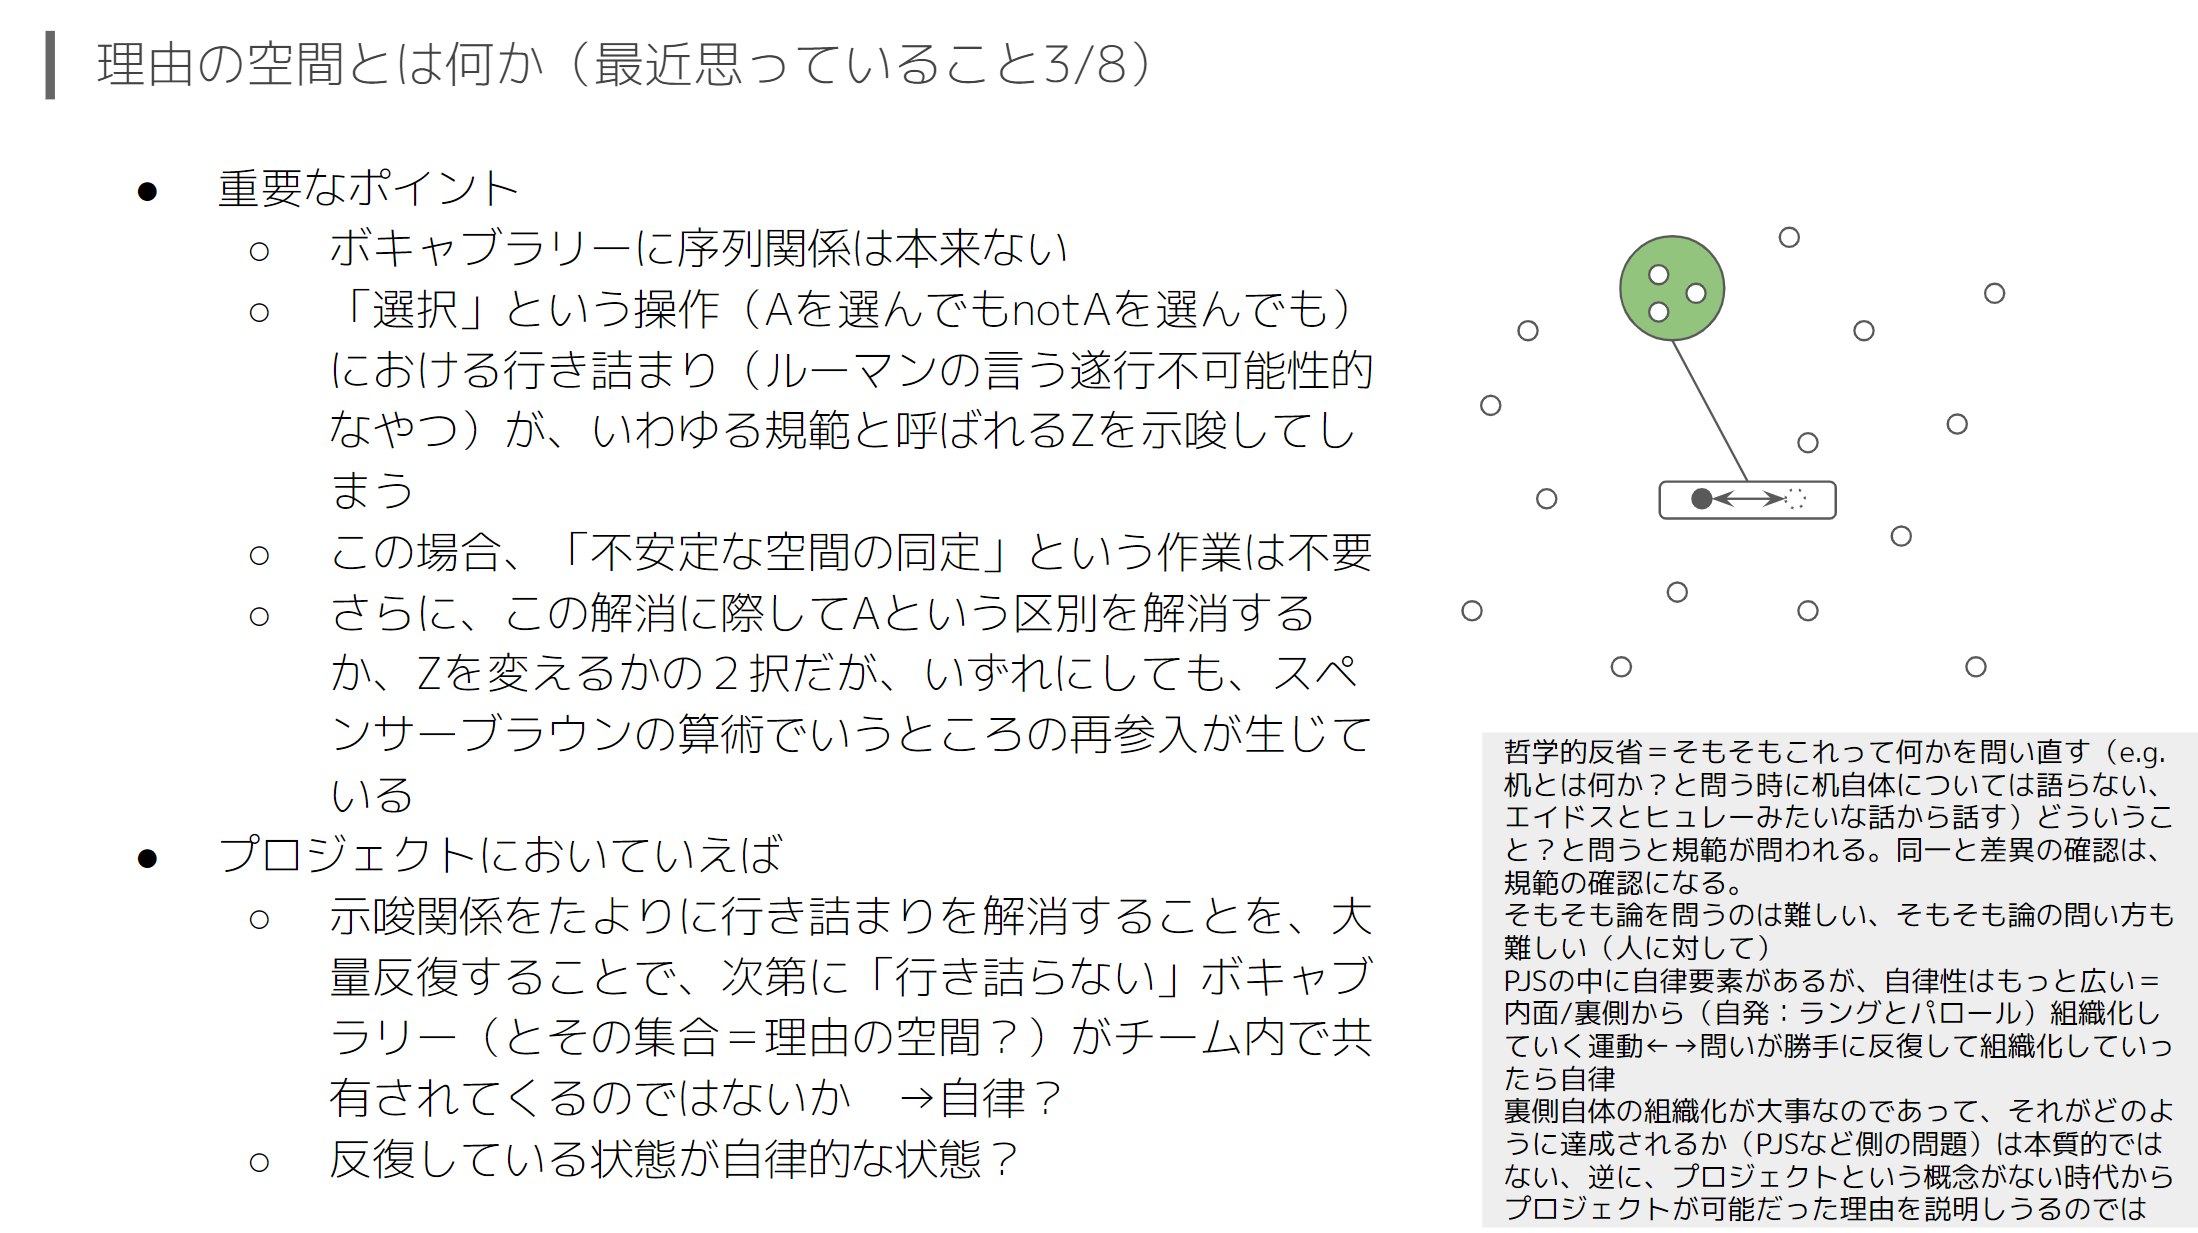 理由の空間とは何か（最近思っていること3/8）
● 重要なポイント
○ ボキャブラリーに序列関係は本来ない
○ 「選択」という操作（Aを選んでもnotAを選んでも）
における行き詰まり（ルーマンの言う遂行不可能性的
なやつ）が、いわゆる規範と呼ばれるZを示唆してし
まう
○ この場合、「不安定な空間の同定」という作業は不要
○ さらに、この解消に際してAという区別を解消する
か、Zを変えるかの２択だが、いずれにしても、スペ
ンサーブラウンの算術でいうところの再参入が生じて
いる
● プロジェクトにおいていえば
○ 示唆関係をたよりに行き詰まりを解消することを、大
量反復することで、次第に「行き詰らない」ボキャブ
ラリー（とその集合＝理由の空間？）がチーム内で共
有されてくるのではないか　→自律？
○ 反復している状態が自律的な状態？
哲学的反省＝そもそもこれって何かを問い直す（e.g.
机とは何か？と問う時に机自体については語らない、
エイドスとヒュレーみたいな話から話す）どういうこ
と？と問うと規範が問われる。同一と差異の確認は、
規範の確認になる。
そもそも論を問うのは難しい、そもそも論の問い方も
難しい（人に対して）
PJSの中に自律要素があるが、自律性はもっと広い＝
内面/裏側から（自発：ラングとパロール）組織化し
ていく運動←→問いが勝手に反復して組織化していっ
たら自律
裏側自体の組織化が大事なのであって、それがどのよ
うに達成されるか（PJSなど側の問題）は本質的では
ない、逆に、プロジェクトという概念がない時代から
プロジェクトが可能だった理由を説明しうるのでは